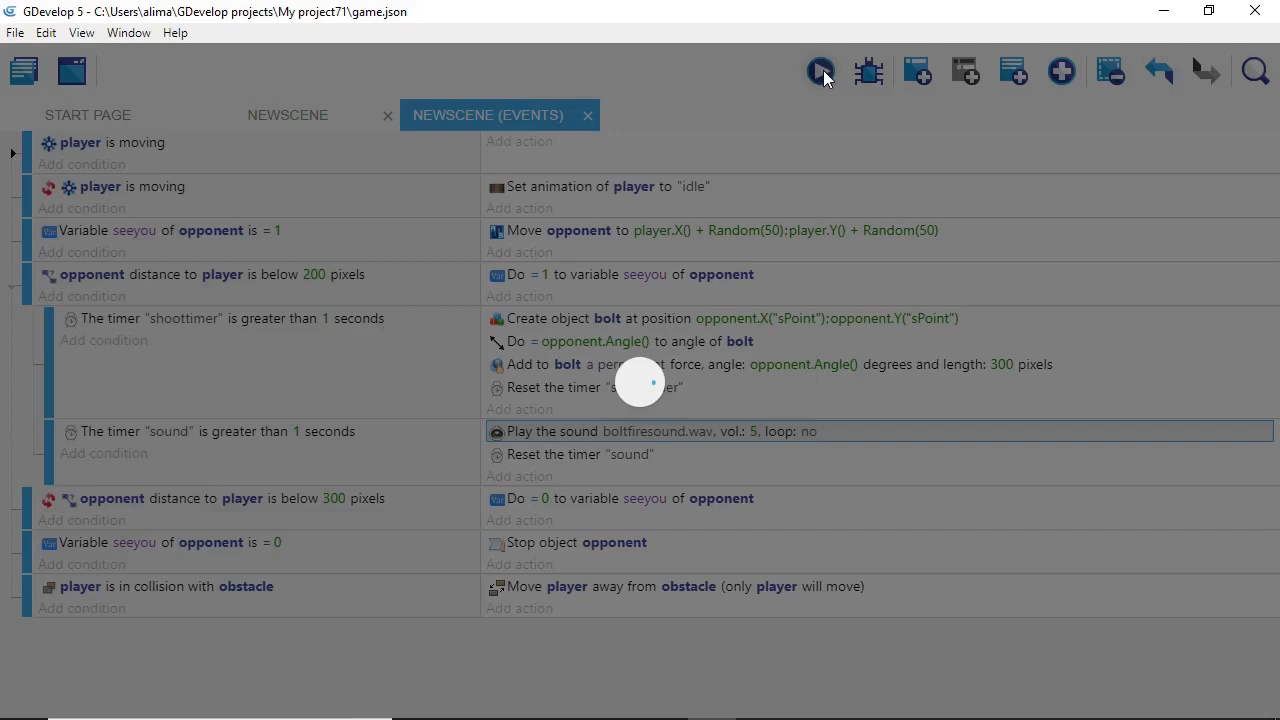 GDevelop 5 - C:\Users\alima\GDevelop projects\My project71\game.json
File Edit View Window Help
START PAGE NEWSCENE NEWSCENE (EVENTS)
player is moving Add action
Add condition
player is moving Set animation of player to "idle"
Add condition Add action
Variable seeyou of opponent is = 1 Move opponent to player.X() + Random(50);player.Y() + Random(50)
Add condition Add action
opponent distance to player is below 200 pixels Do = 1 to variable seeyou of opponent
Add condition Add action
The timer "shoottimer" is greater than 1 seconds Create object bolt at position opponent.X("sPoint");opponent.Y("sPoint")
Add condition Do = opponent.Angle() to angle of bolt
Add to bolt a force, angle: opponent.Angle() degrees and length: 300 pixels
Reset the timer
Add action
The timer "sound" is greater than 1 seconds Play the sound boltfiresound.wav, vol.: 5, loop: no
Add condition Reset the timer "sound"
Add action
opponent distance to player is below 300 pixels Do = 0 to variable seeyou of opponent
Add condition Add action
Variable seeyou of opponent is = 0 Stop object opponent
Add condition Add action
player is in collision with obstacle Move player away from obstacle (only player will move)
Add condition Add action